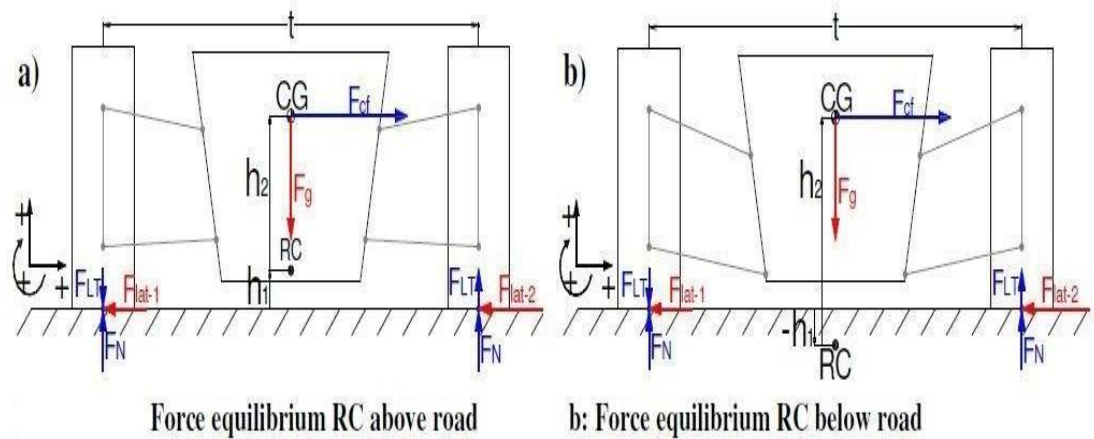 a)
t
CG
Fcf
h2
Fg
RC
h1
+
+
+
FLT
Flat-1
FN
FLT
Flat-2
FN
Force equilibrium RC above road
b)
t
CG
Fcf
h2
Fg
+
+
+
FLT
Flat-1
FN
-h1
RC
FLT
Flat-2
FN
b: Force equilibrium RC below road